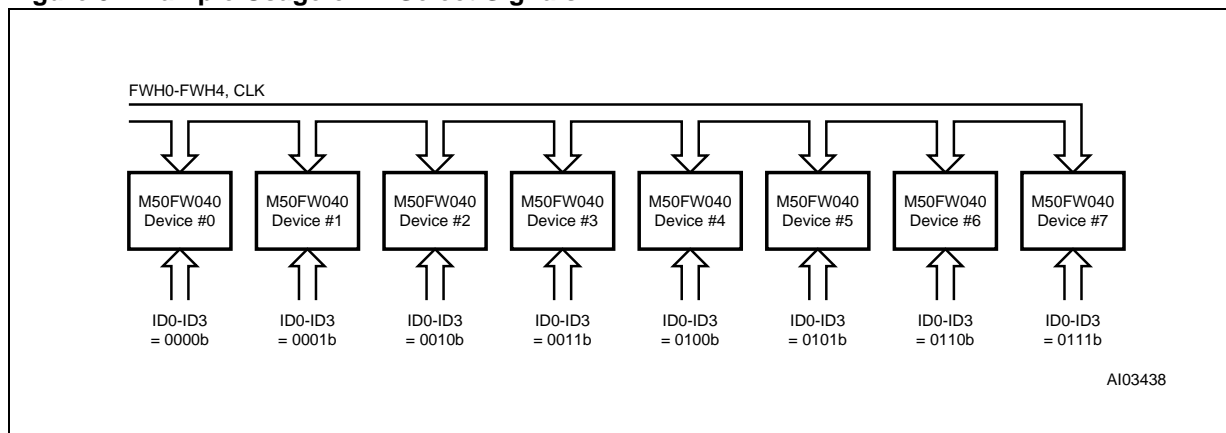 FWH0-FWH4, CLK
M50FW040
Device #0
M50FW040
Device #1
M50FW040
Device #2
M50FW040
Device #3
M50FW040
Device #4
M50FW040
Device #5
M50FW040
Device #6
M50FW040
Device #7
ID0-ID3
= 0000b
ID0-ID3
= 0001b
ID0-ID3
= 0010b
ID0-ID3
= 0011b
ID0-ID3
= 0100b
ID0-ID3
= 0101b
ID0-ID3
= 0110b
ID0-ID3
= 0111b
AI03438